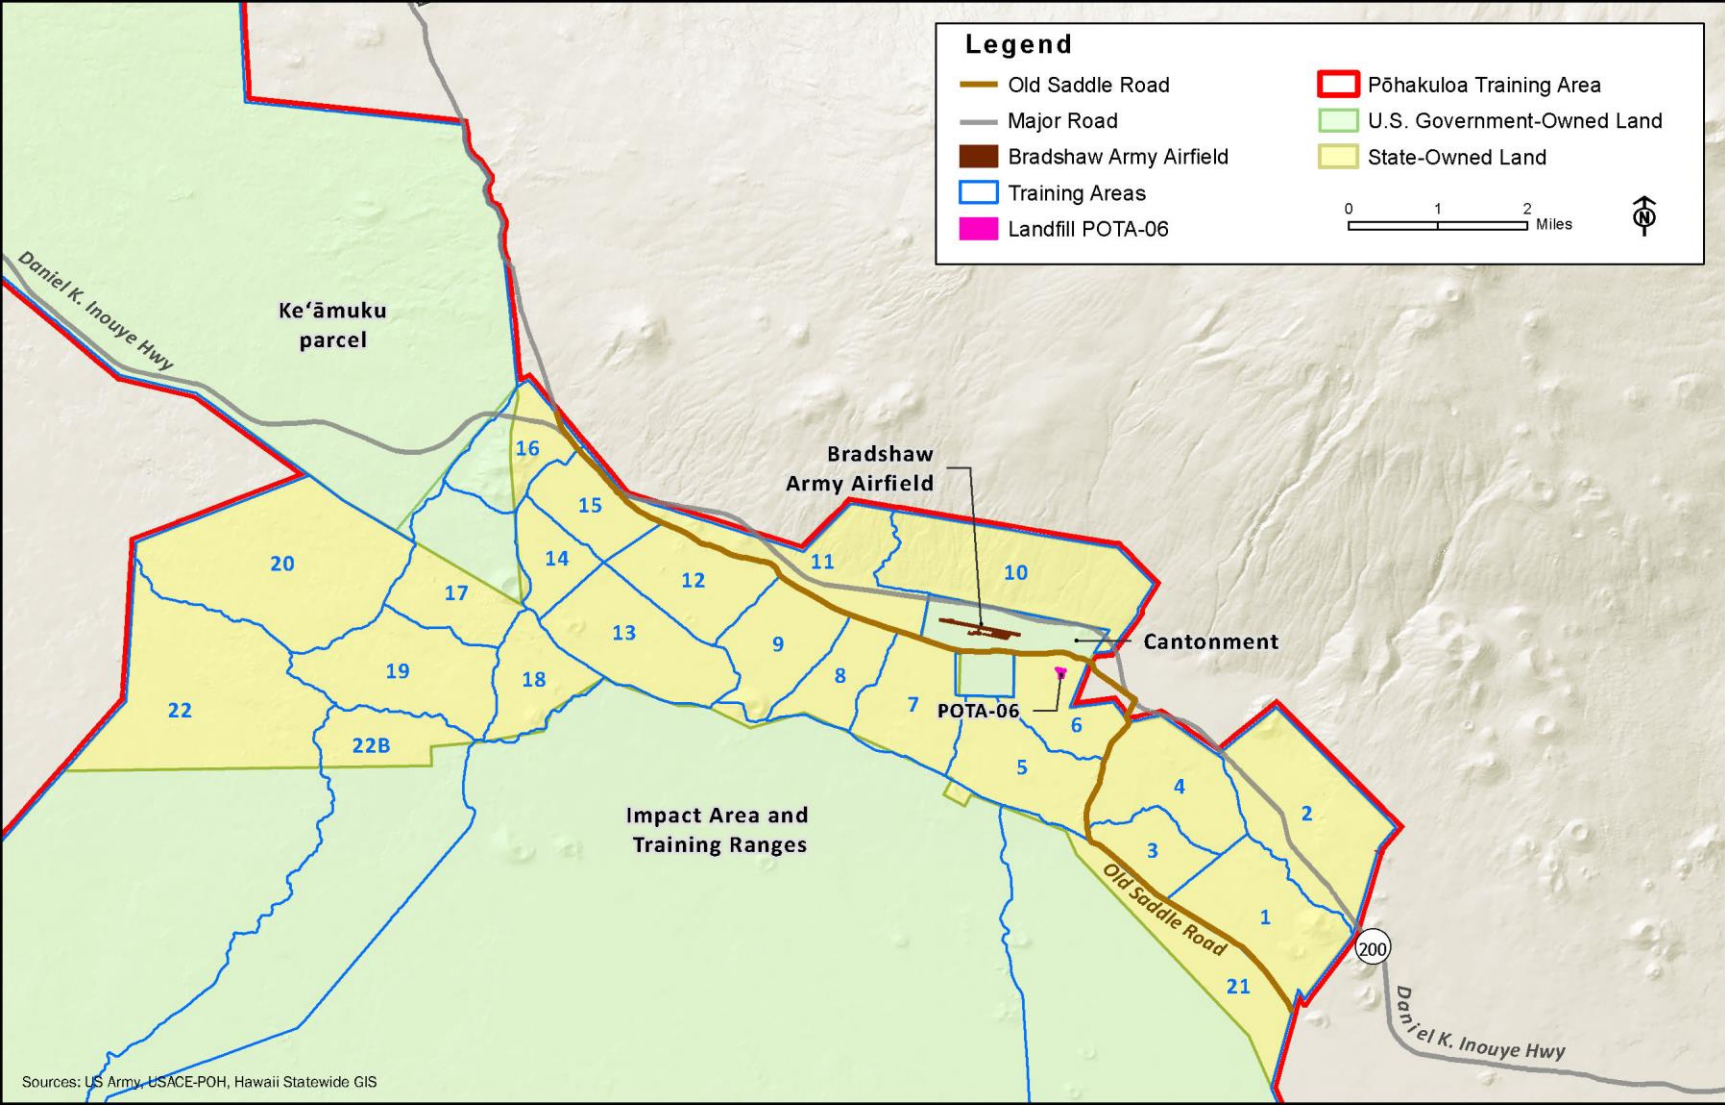 Legend
Old Saddle Road
Major Road
Bradshaw Army Airfield
Training Areas
Landfill POTA-06
Pōhakuloa Training Area
U.S. Government-Owned Land
State-Owned Land
0 1 2
Miles
N
Daniel K. Inouye Hwy
Keʻāmuku
parcel
16
15
Bradshaw
Army Airfield
14
20
17
12
11
10
13
9
Cantonment
19
18
8
22
7
POTA-06
6
22B
5
4
2
Impact Area and
Training Ranges
3
Old Saddle Road
1
200
21
Daniel K. Inouye Hwy
Sources: US Army, USACE-POH, Hawaii Statewide GIS